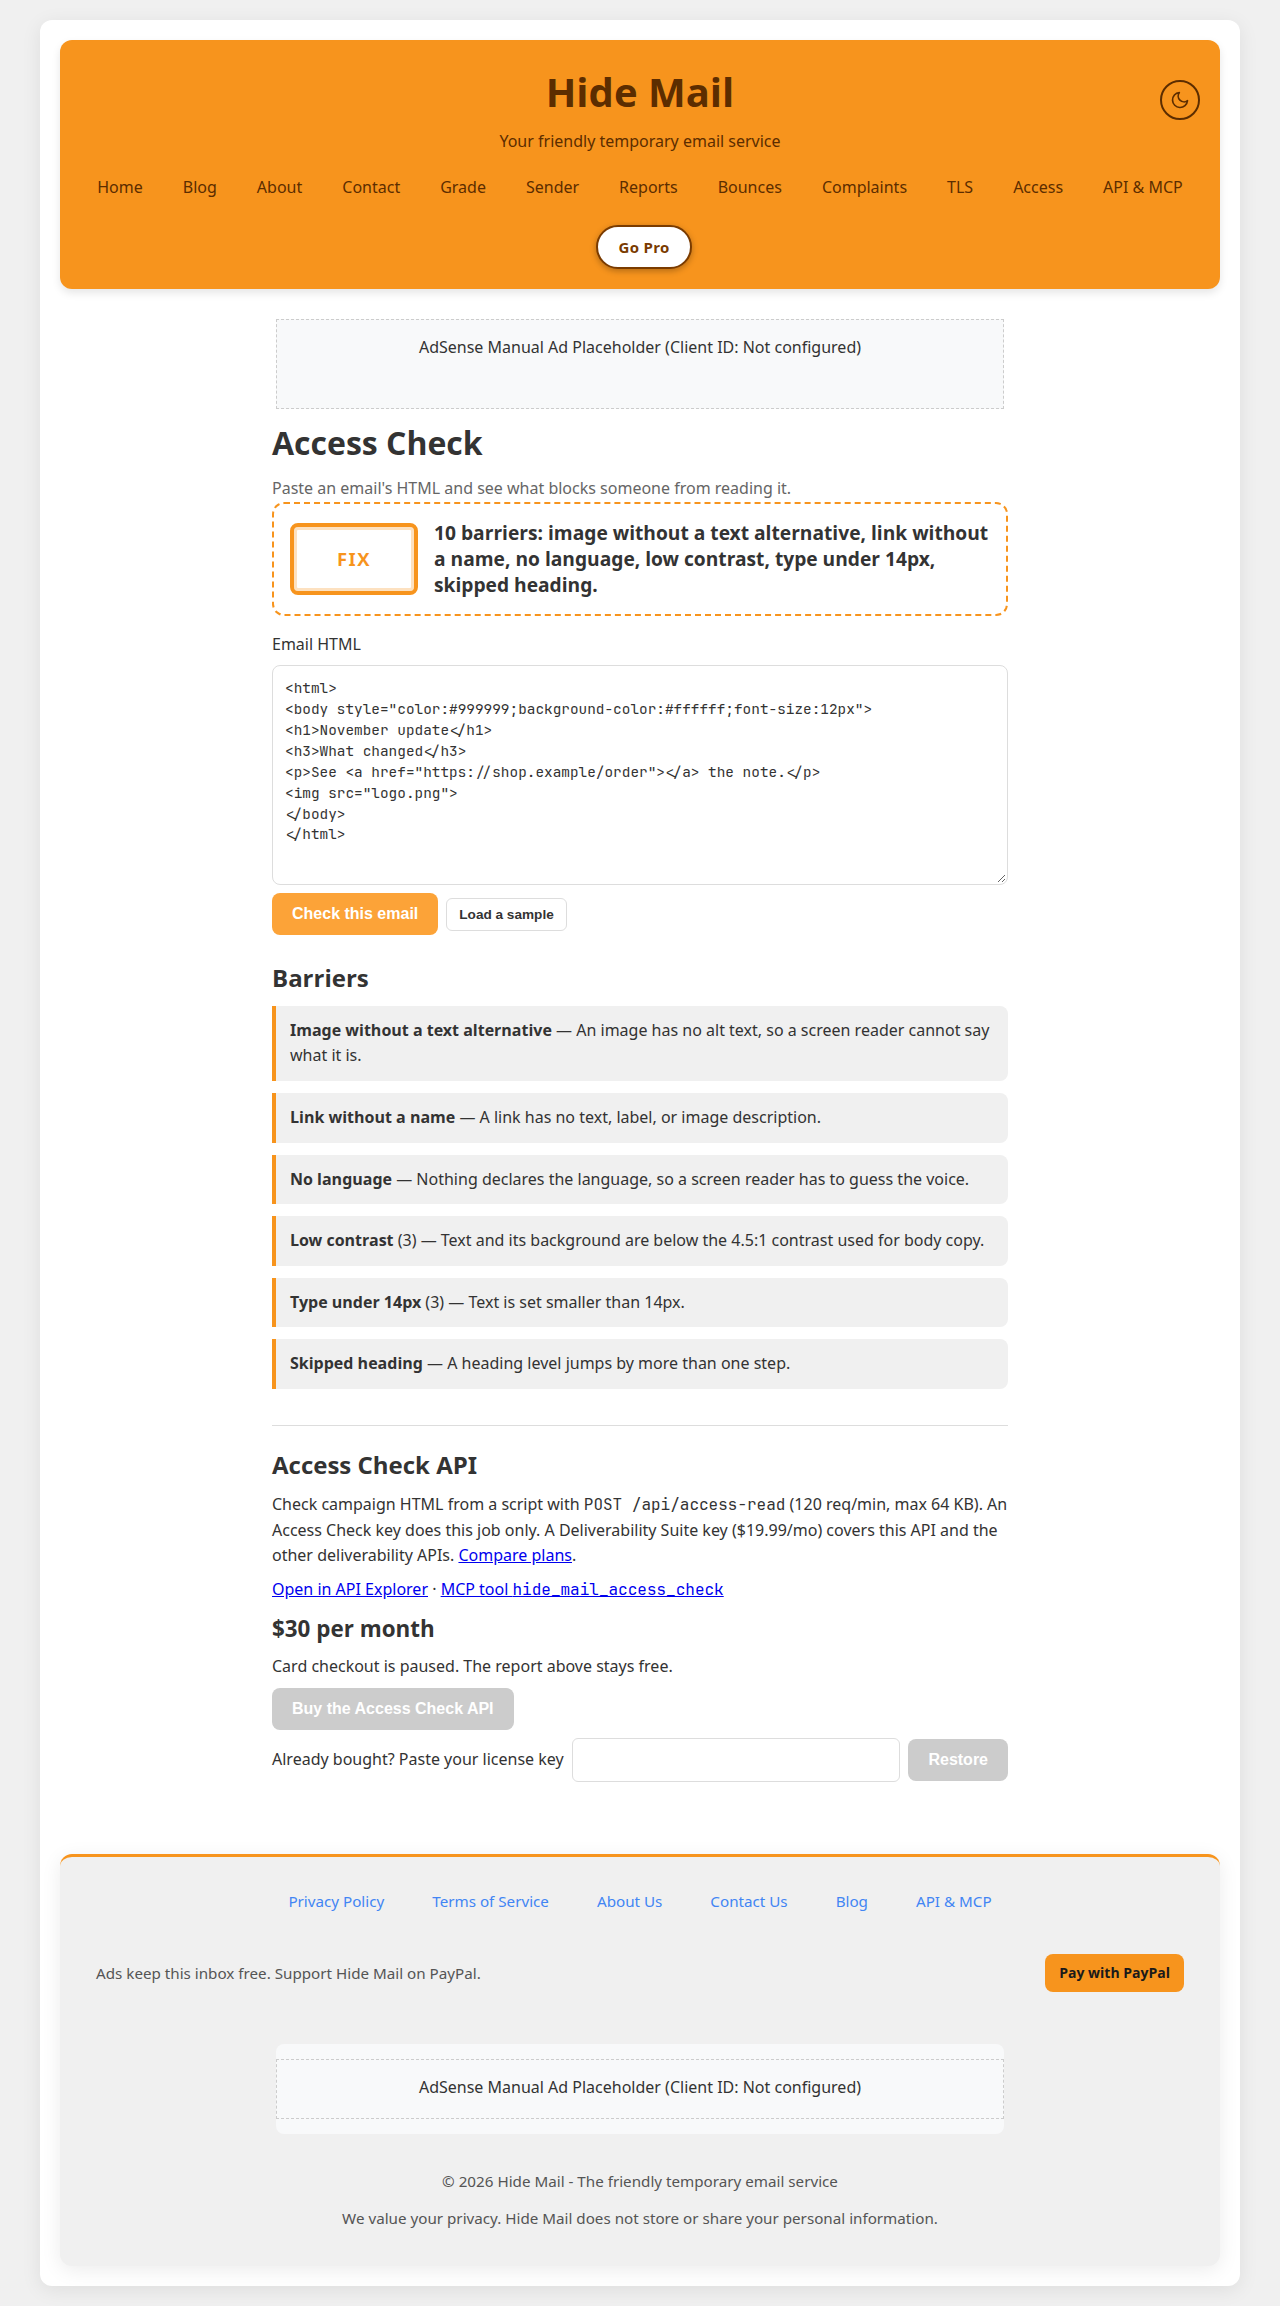 Hide Mail
Your friendly temporary email service
Home Blog About Contact Grade Sender Reports Bounces Complaints TLS Access API & MCP
Go Pro
AdSense Manual Ad Placeholder (Client ID: Not configured)
Access Check
Paste an email's HTML and see what blocks someone from reading it.
FIX
10 barriers: image without a text alternative, link without
a name, no language, low contrast, type under 14px,
skipped heading.
Email HTML
<html>
<body style="color:#999999;background-color:#ffffff;font-size:12px">
<h1>November update</h1>
<h3>What changed</h3>
<p>See <a href="https://shop.example/order"></a> the note.</p>
<img src="logo.png">
</body>
</html>
Check this email Load a sample
Barriers
Image without a text alternative — An image has no alt text, so a screen reader cannot say
what it is.
Link without a name — A link has no text, label, or image description.
No language — Nothing declares the language, so a screen reader has to guess the voice.
Low contrast (3) — Text and its background are below the 4.5:1 contrast used for body copy.
Type under 14px (3) — Text is set smaller than 14px.
Skipped heading — A heading level jumps by more than one step.
Access Check API
Check campaign HTML from a script with POST /api/access-read (120 req/min, max 64 KB). An
Access Check key does this job only. A Deliverability Suite key ($19.99/mo) covers this API and the
other deliverability APIs. Compare plans.
Open in API Explorer · MCP tool hide_mail_access_check
$30 per month
Card checkout is paused. The report above stays free.
Buy the Access Check API
Already bought? Paste your license key Restore
Privacy Policy Terms of Service About Us Contact Us Blog API & MCP
Ads keep this inbox free. Support Hide Mail on PayPal. Pay with PayPal
AdSense Manual Ad Placeholder (Client ID: Not configured)
© 2026 Hide Mail - The friendly temporary email service
We value your privacy. Hide Mail does not store or share your personal information.